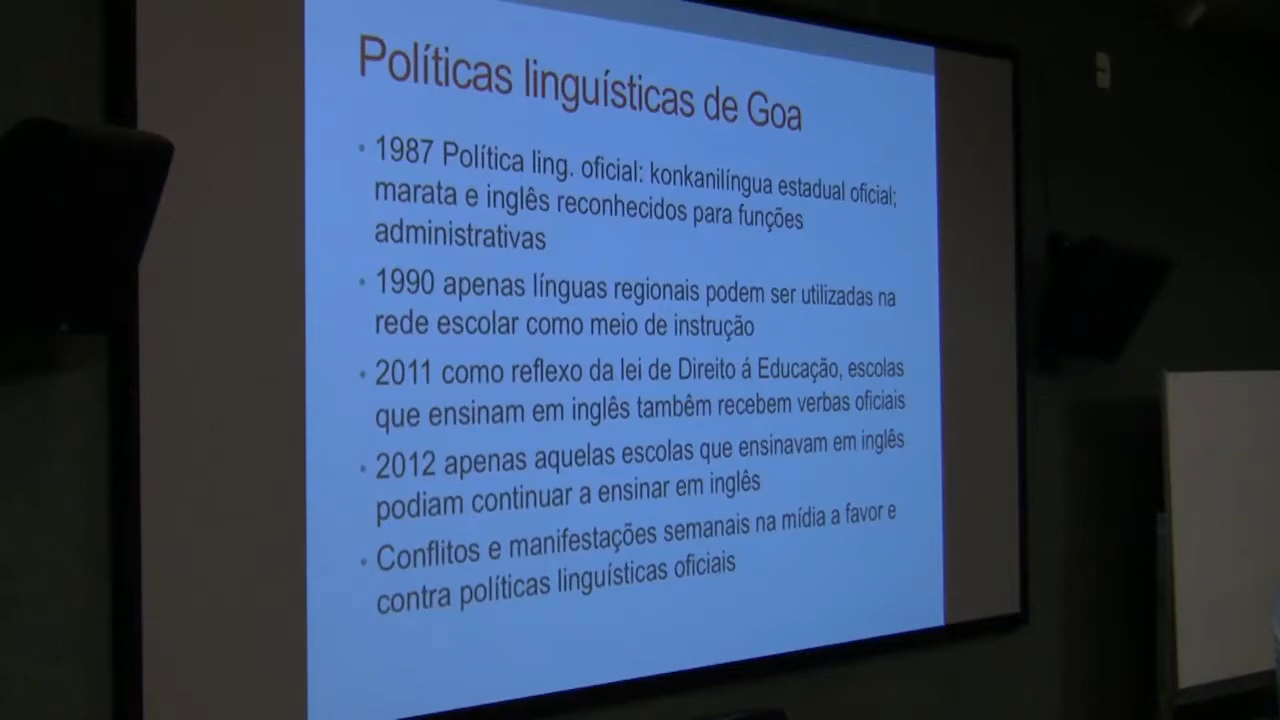 Políticas linguísticas de Goa
• 1987 Política ling. oficial: konkanilíngua estadual oficial;
marata e inglês reconhecidos para funções
administrativas
• 1990 apenas línguas regionais podem ser utilizadas na
rede escolar como meio de instrução
• 2011 como reflexo da lei de Direito á Educação, escolas
que ensinam em inglês tambêm recebem verbas oficiais
• 2012 apenas aquelas escolas que ensinavam em inglês
podiam continuar a ensinar em inglês
• Conflitos e manifestações semanais na mídia a favor e
contra políticas linguísticas oficiais